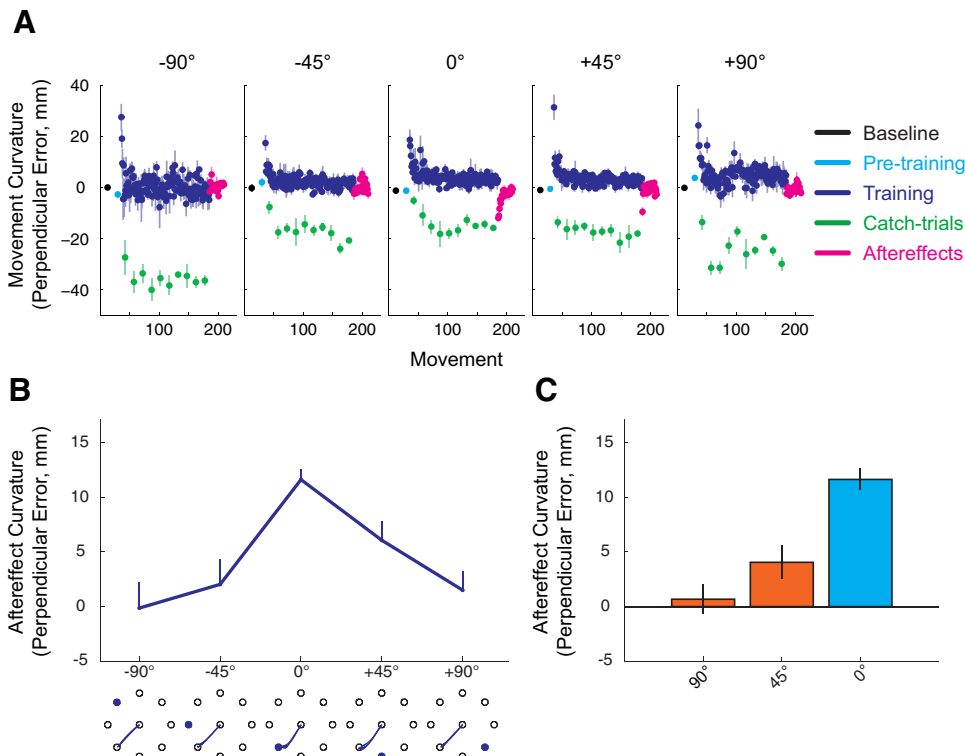 A
-90° -45° 0° +45° +90°
Movement Curvature
(Perpendicular Error, mm)
40
20
0
−20
−40
100 200 100 200 100 200 100 200 100 200
Movement
Baseline
Pre-training
Training
Catch-trials
Aftereffects
B
Aftereffect Curvature
(Perpendicular Error, mm)
15
10
5
0
-5
-90° -45° 0° +45° +90°
C
Aftereffect Curvature
(Perpendicular Error, mm)
15
10
5
0
-5
90° 45° 0°